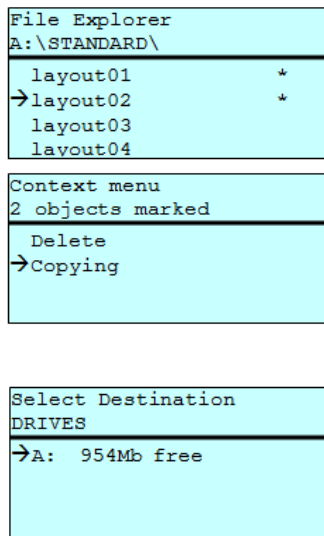 File Explorer
A:\STANDARD\
layout01 *
→layout02 *
layout03
layout04
Context menu
2 objects marked
Delete
→Copying
Select Destination
DRIVES
→A: 954Mb free